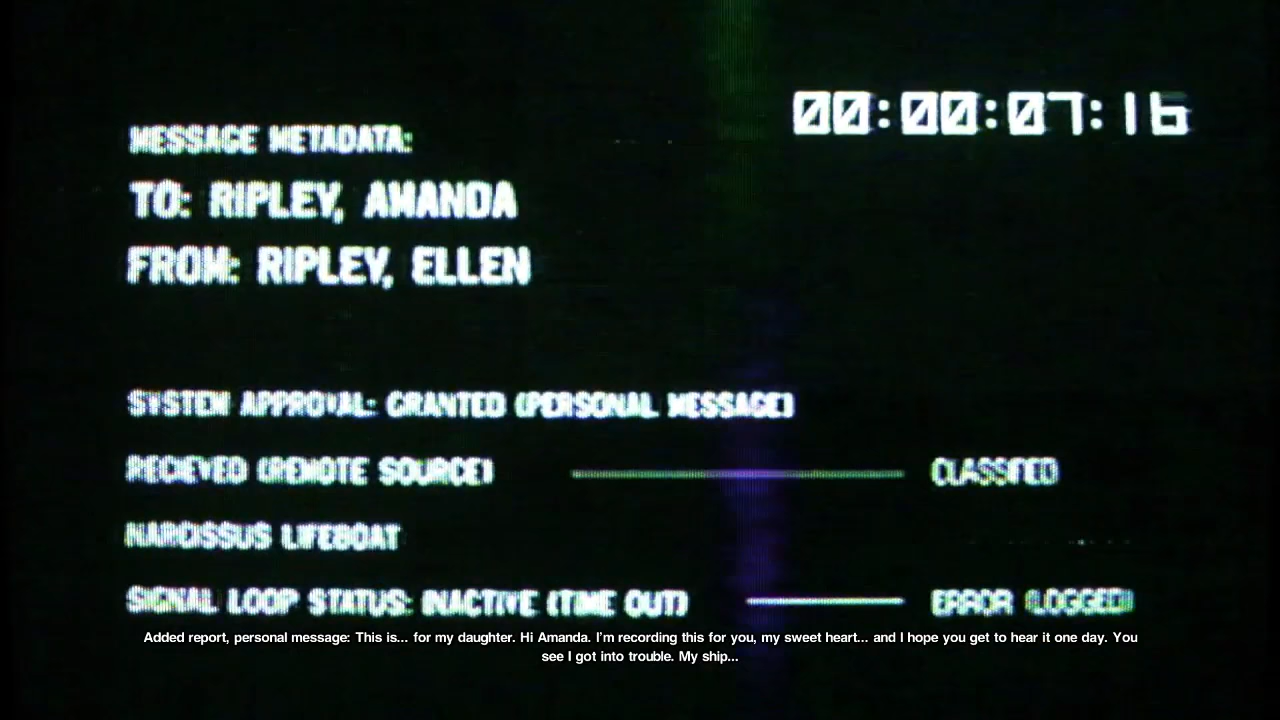 00:00:07:16
MESSAGE METADATA:
TO: RIPLEY, AMANDA
FROM: RIPLEY, ELLEN
SYSTEM APPROVAL: GRANTED (PERSONAL MESSAGE)
RECIEVED (REMOTE SOURCE) CLASSIFIED
NARCISSUS LIFEBOAT
SIGNAL LOOP STATUS: INACTIVE (TIME OUT) ERROR (LOGGED)
Added report, personal message: This is... for my daughter. Hi Amanda. I'm recording this for you, my sweet heart... and I hope you get to hear it one day. You
see I got into trouble. My ship...